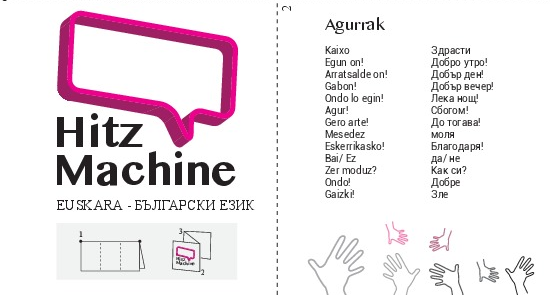 Hitz
Machine
EUSKARA - БЪЛГАРСКИ ЕЗИК
1
3
Hitz
Machine
2
2
Agurrak
Kaixo Здрасти
Egun on! Добро утро!
Arratsalde on! Добър ден!
Gabon! Добър вечер!
Ondo lo egin! Лека нощ!
Agur! Сбогом!
Gero arte! До тогава!
Mesedez моля
Eskerrikasko! Благодаря!
Bai/ Ez да/ не
Zer moduz? Как си?
Ondo! Добре
Gaizki! Зле